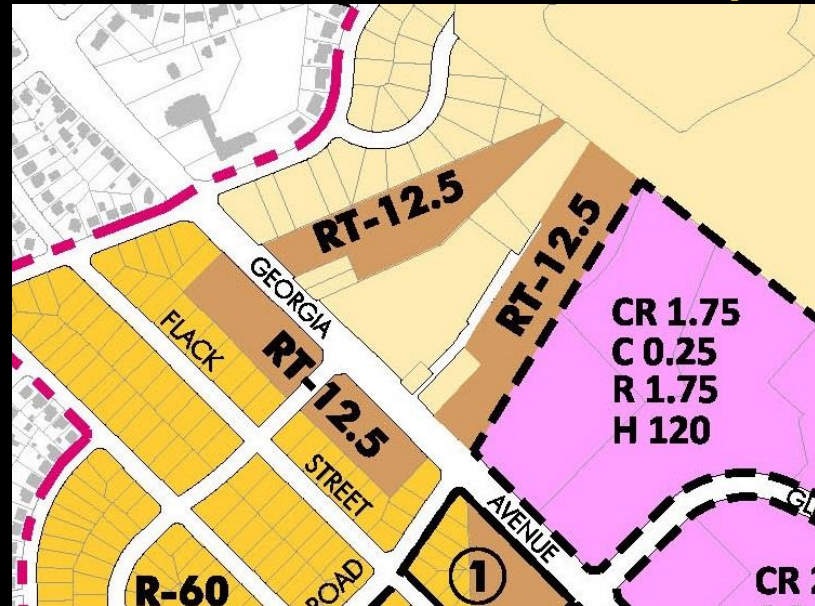 RT-12.5
RT-12.5
GEORGIA
FLACK
RT-12.5
CR 1.75
C 0.25
R 1.75
H 120
STREET
AVENUE
1
ROAD
R-60
CR